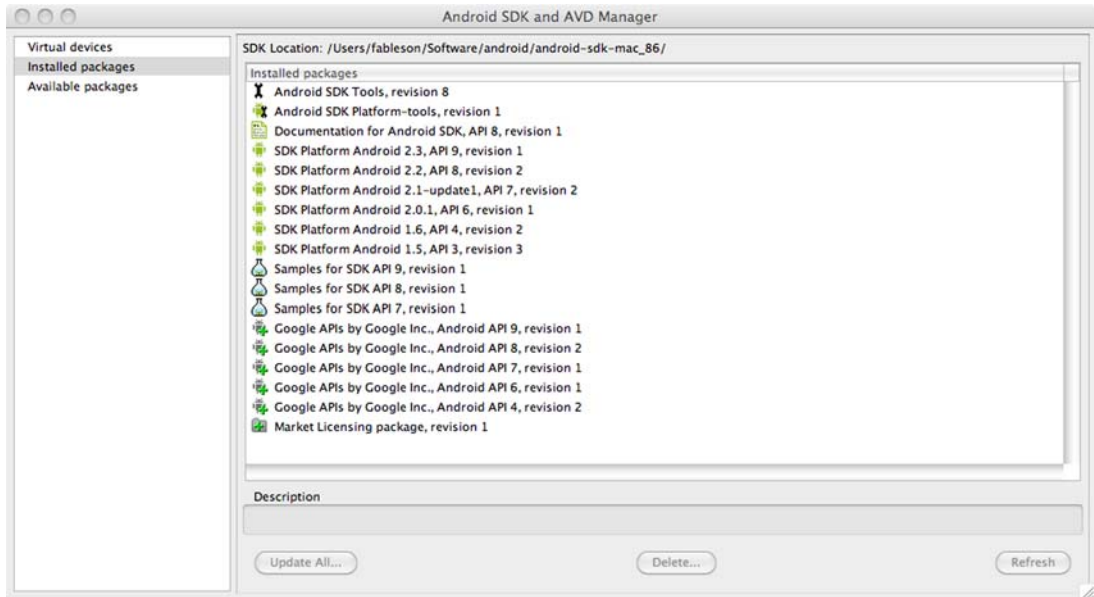 Android SDK and AVD Manager
Virtual devices
Installed packages
Available packages
SDK Location: /Users/fableson/Software/android/android-sdk-mac_86/
Installed packages
Android SDK Tools, revision 8
Android SDK Platform-tools, revision 1
Documentation for Android SDK, API 8, revision 1
SDK Platform Android 2.3, API 9, revision 1
SDK Platform Android 2.2, API 8, revision 2
SDK Platform Android 2.1-update1, API 7, revision 2
SDK Platform Android 2.0.1, API 6, revision 1
SDK Platform Android 1.6, API 4, revision 2
SDK Platform Android 1.5, API 3, revision 3
Samples for SDK API 9, revision 1
Samples for SDK API 8, revision 1
Samples for SDK API 7, revision 1
Google APIs by Google Inc., Android API 9, revision 1
Google APIs by Google Inc., Android API 8, revision 2
Google APIs by Google Inc., Android API 7, revision 1
Google APIs by Google Inc., Android API 6, revision 1
Google APIs by Google Inc., Android API 4, revision 2
Market Licensing package, revision 1
Description
Update All...
Delete...
Refresh